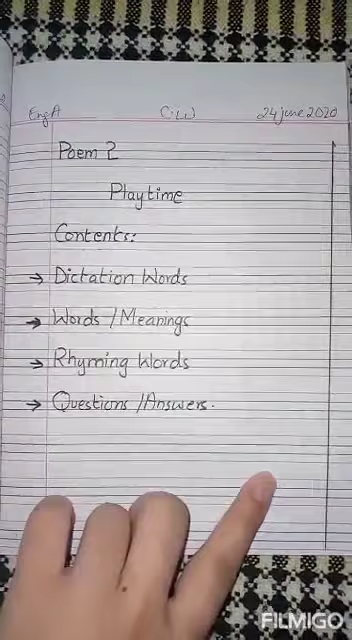 Eng A C.W 24 june 2020
Poem 2
Playtime
Contents:
→ Dictation Words
→ Words / Meanings
→ Rhyming Words
→ Questions / Answers.
FILMIGO